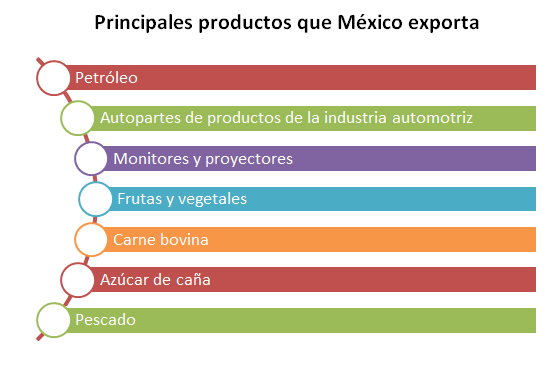 Principales productos que México exporta
Petróleo
Autopartes de productos de la industria automotriz
Monitores y proyectores
Frutas y vegetales
Carne bovina
Azúcar de caña
Pescado